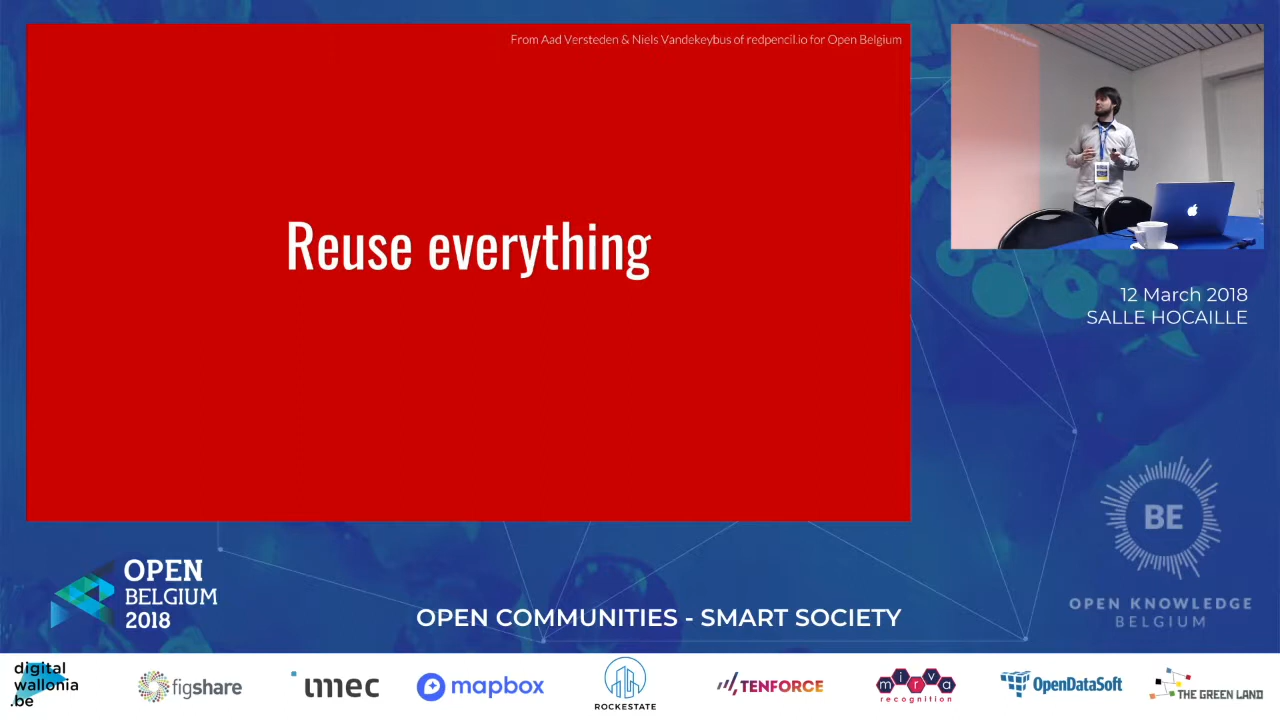 From Aad Versteden & Niels Vandekeybus of redpencil.io for Open Belgium
Reuse everything
12 March 2018
SALLE HOCAILLE
BE
OPEN KNOWLEDGE
BELGIUM
OPEN
BELGIUM
2018
OPEN COMMUNITIES - SMART SOCIETY
digital
wallonia
.be
figshare
imec
mapbox
ROCKESTATE
TENFORCE
mirva
recognition
OpenDataSoft
THE GREEN LAND